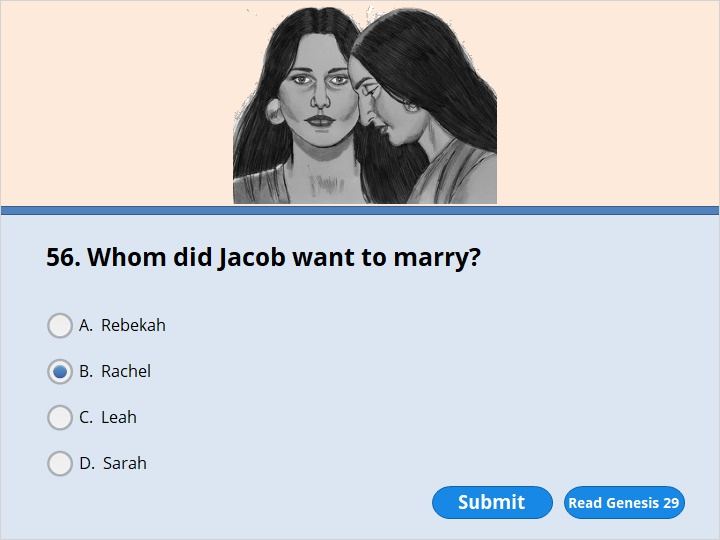 56. Whom did Jacob want to marry?
A. Rebekah
B. Rachel
C. Leah
D. Sarah
Submit
Read Genesis 29